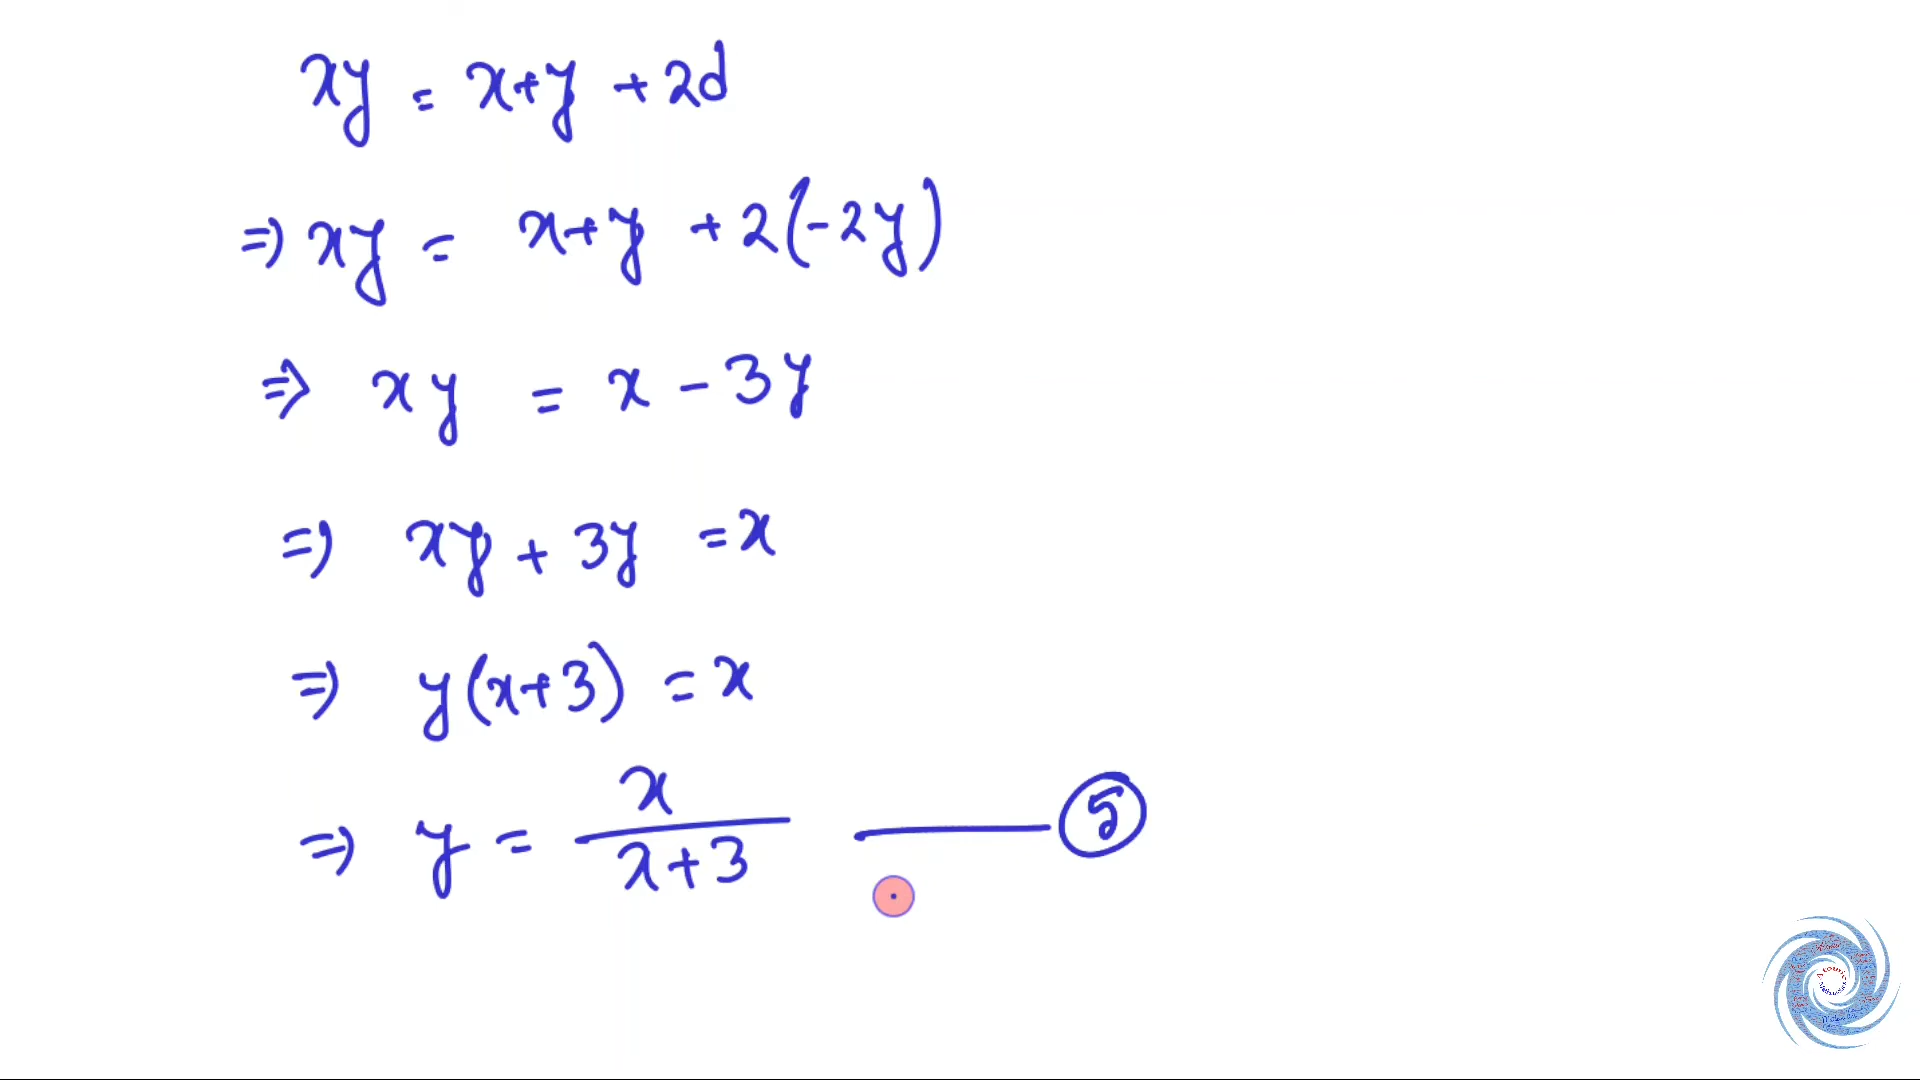 xy = x+y + 2d
⇒ xy = x+y + 2(-2y)
⇒ xy = x - 3y
⇒ xy + 3y = x
⇒ y(x+3) = x
⇒ y = x/(x+3) —— ⑤